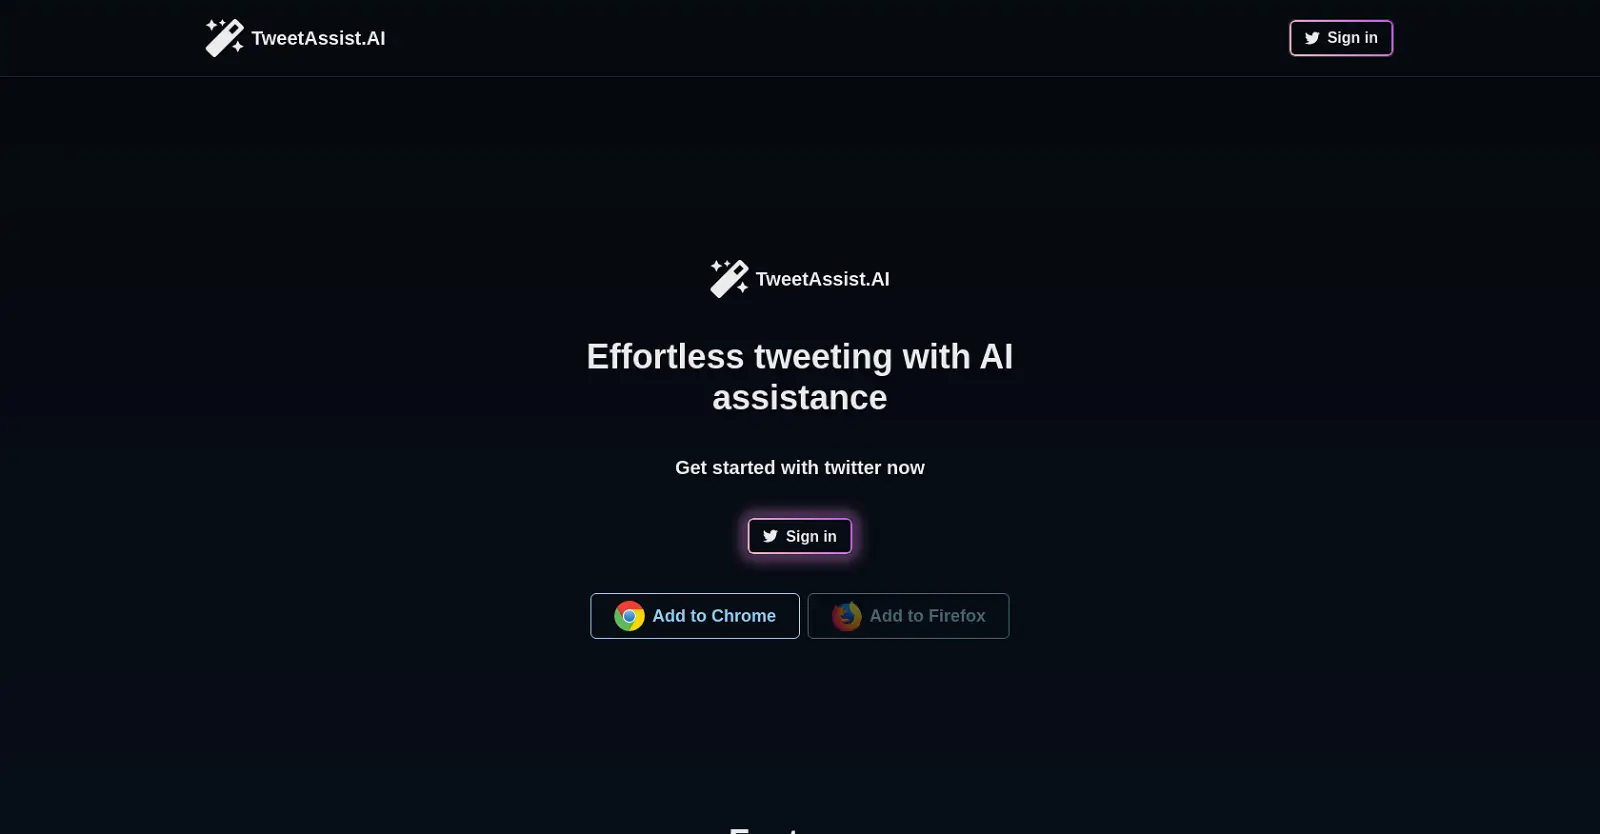 TweetAssist.AI
Sign in
TweetAssist.AI
Effortless tweeting with AI
assistance
Get started with twitter now
Sign in
Add to Chrome
Add to Firefox